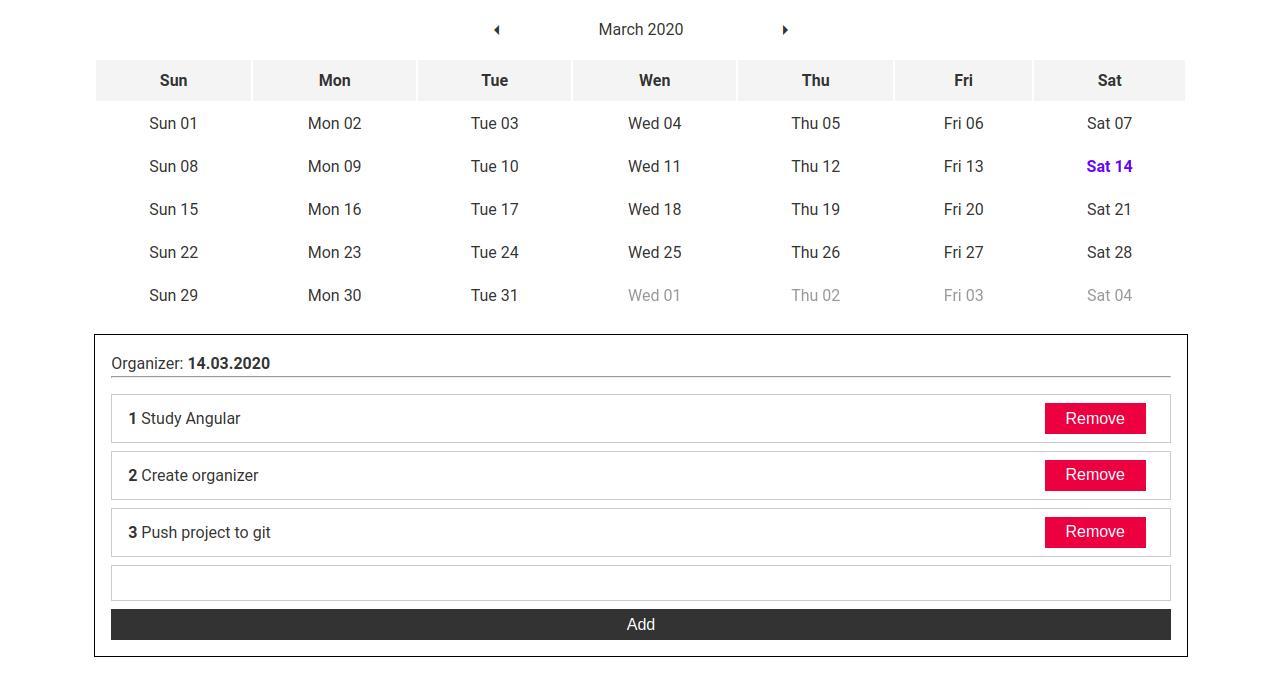 March 2020
Sun Mon Tue Wen Thu Fri Sat
Sun 01 Mon 02 Tue 03 Wed 04 Thu 05 Fri 06 Sat 07
Sun 08 Mon 09 Tue 10 Wed 11 Thu 12 Fri 13 Sat 14
Sun 15 Mon 16 Tue 17 Wed 18 Thu 19 Fri 20 Sat 21
Sun 22 Mon 23 Tue 24 Wed 25 Thu 26 Fri 27 Sat 28
Sun 29 Mon 30 Tue 31 Wed 01 Thu 02 Fri 03 Sat 04
Organizer: 14.03.2020
1 Study Angular Remove
2 Create organizer Remove
3 Push project to git Remove
Add